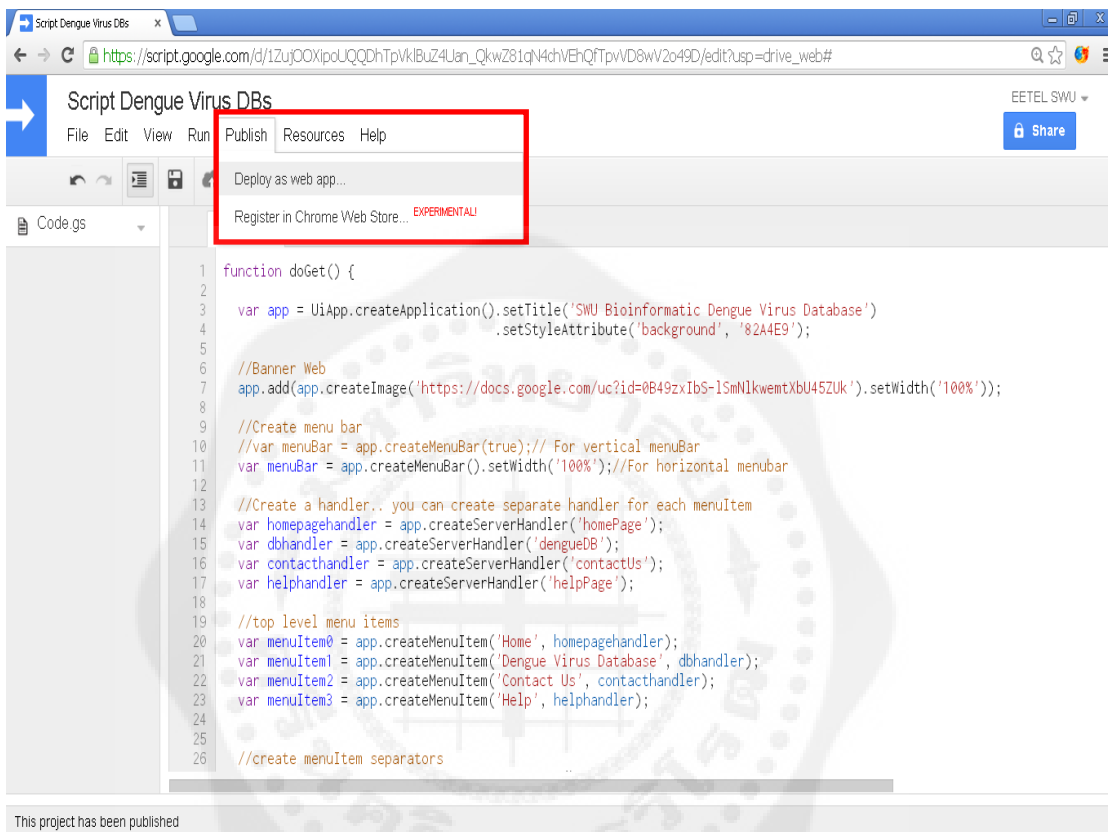 Script Dengue Virus DBs
https://script.google.com/d/1ZujOOXipoUQQDhTpVklBuZ4Uan_QkwZ81qN4chVEhQfTpvVD8wV2o49D/edit?usp=drive_web#
Script Dengue Virus DBs
EETEL SWU
File Edit View Run Publish Resources Help
Share
Deploy as web app...
Register in Chrome Web Store... EXPERIMENTAL!
Code.gs
1 function doGet() {
2
3 var app = UiApp.createApplication().setTitle('SWU Bioinformatic Dengue Virus Database')
4 .setStyleAttribute('background', '82A4E9');
5
6 //Banner Web
7 app.add(app.createImage('https://docs.google.com/uc?id=0B49zxIbS-lSmNlkwemtXbU45ZUk').setWidth('100%'));
8
9 //Create menu bar
10 //var menuBar = app.createMenuBar(true);// For vertical menuBar
11 var menuBar = app.createMenuBar().setWidth('100%');//For horizontal menubar
12
13 //Create a handler.. you can create separate handler for each menuItem
14 var homepagehandler = app.createServerHandler('homePage');
15 var dbhandler = app.createServerHandler('dengueDB');
16 var contacthandler = app.createServerHandler('contactUs');
17 var helphandler = app.createServerHandler('helpPage');
18
19 //top level menu items
20 var menuItem0 = app.createMenuItem('Home', homepagehandler);
21 var menuItem1 = app.createMenuItem('Dengue Virus Database', dbhandler);
22 var menuItem2 = app.createMenuItem('Contact Us', contacthandler);
23 var menuItem3 = app.createMenuItem('Help', helphandler);
24
25
26 //create menuItem separators
This project has been published